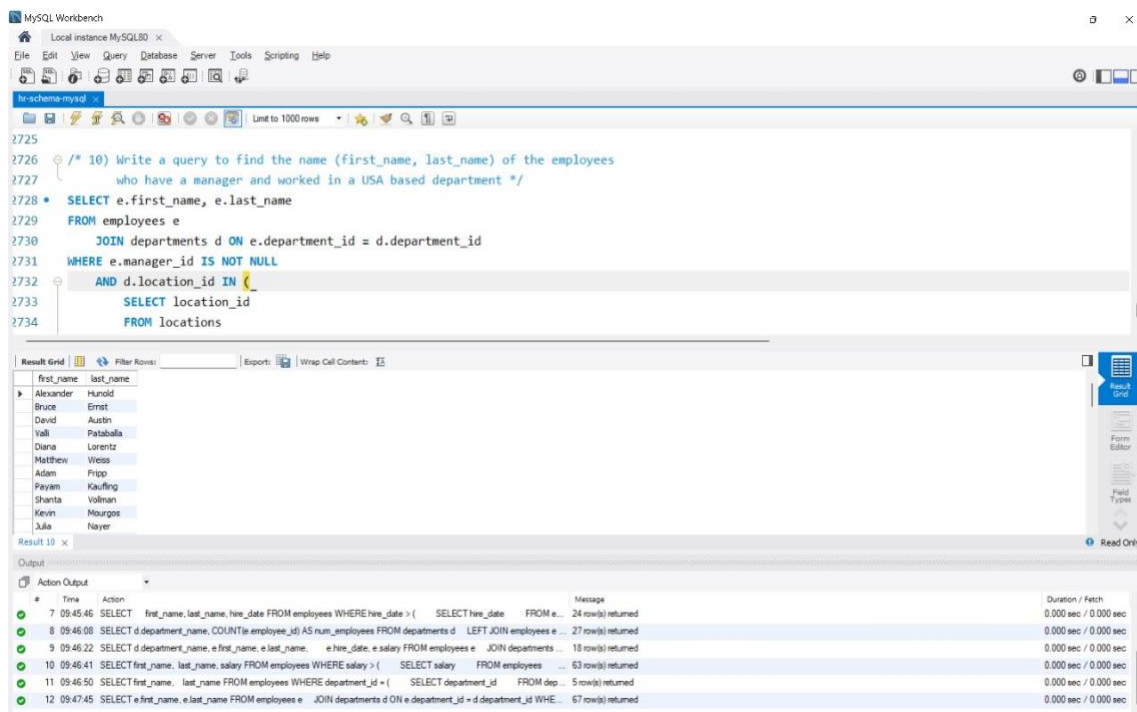 MySQL Workbench
Local instance MySQL80 ×
File Edit View Query Database Server Tools Scripting Help
hr-schema-mysql ×
Limit to 1000 rows
2725
2726 /* 10) Write a query to find the name (first_name, last_name) of the employees
2727 who have a manager and worked in a USA based department */
2728 SELECT e.first_name, e.last_name
2729 FROM employees e
2730 JOIN departments d ON e.department_id = d.department_id
2731 WHERE e.manager_id IS NOT NULL
2732 AND d.location_id IN (
2733 SELECT location_id
2734 FROM locations
Result Grid Filter Rows: Export: Wrap Cell Content:
first_name last_name
Alexander Hunold
Bruce Ernst
David Austin
Valli Pataballa
Diana Lorentz
Matthew Weiss
Adam Fripp
Payam Kaufling
Shanta Vollman
Kevin Mourgos
Julia Nayer
Result Grid
Form Editor
Field Types
Result 10 × Read Only
Output
Action Output
# Time Action Message Duration / Fetch
7 09:45:46 SELECT first_name, last_name, hire_date FROM employees WHERE hire_date > ( SELECT hire_date FROM e... 24 row(s) returned 0.000 sec / 0.000 sec
8 09:46:08 SELECT d.department_name, COUNT(e.employee_id) AS num_employees FROM departments d LEFT JOIN employees e ... 27 row(s) returned 0.000 sec / 0.000 sec
9 09:46:22 SELECT d.department_name, e.first_name, e.last_name, e.hire_date, e.salary FROM employees e JOIN departments ... 18 row(s) returned 0.000 sec / 0.000 sec
10 09:46:41 SELECT first_name, last_name, salary FROM employees WHERE salary > ( SELECT salary FROM employees ... 63 row(s) returned 0.000 sec / 0.000 sec
11 09:46:50 SELECT first_name, last_name FROM employees WHERE department_id = ( SELECT department_id FROM dep... 5 row(s) returned 0.000 sec / 0.000 sec
12 09:47:45 SELECT e.first_name, e.last_name FROM employees e JOIN departments d ON e.department_id = d.department_id WHE... 67 row(s) returned 0.000 sec / 0.000 sec